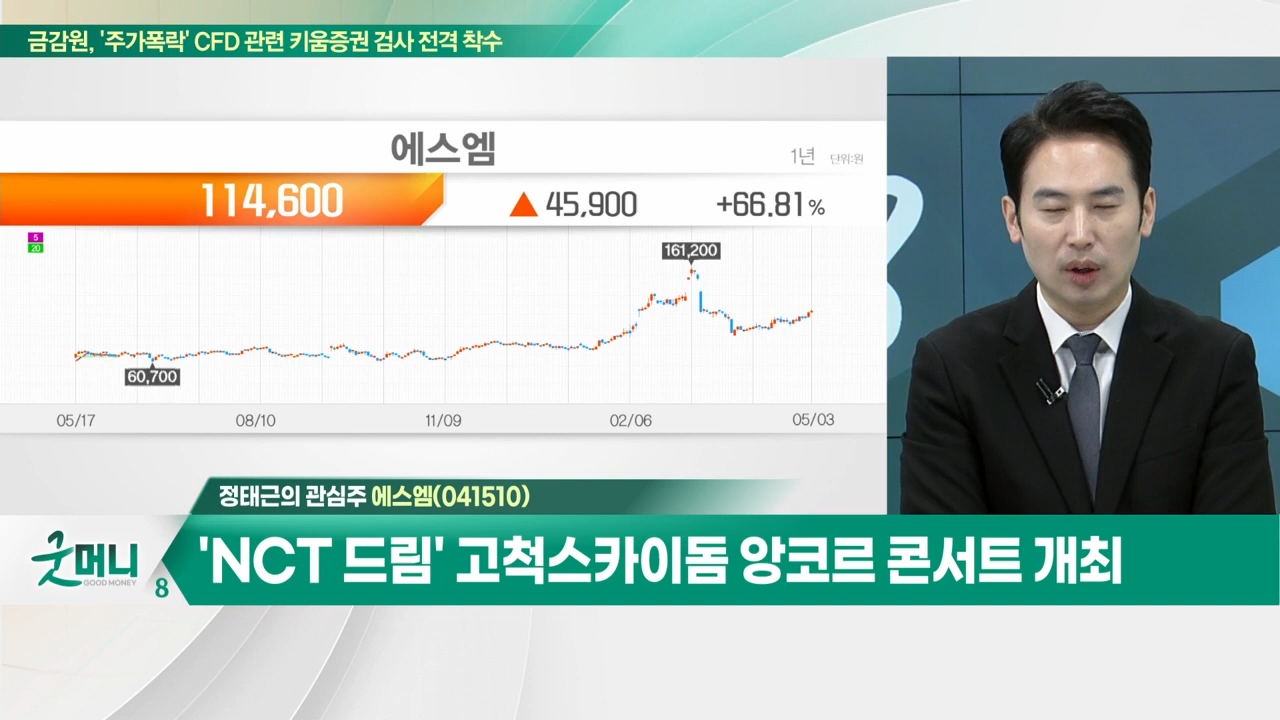 금감원, '주가폭락' CFD 관련 키움증권 검사 전격 착수
에스엠
1년 단위:원
114,600 ▲ 45,900 +66.81%
5
20
161,200
60,700
05/17 08/10 11/09 02/06 05/03
정태근의 관심주 에스엠(041510)
굿머니
GOOD MONEY
8
'NCT 드림' 고척스카이돔 앙코르 콘서트 개최